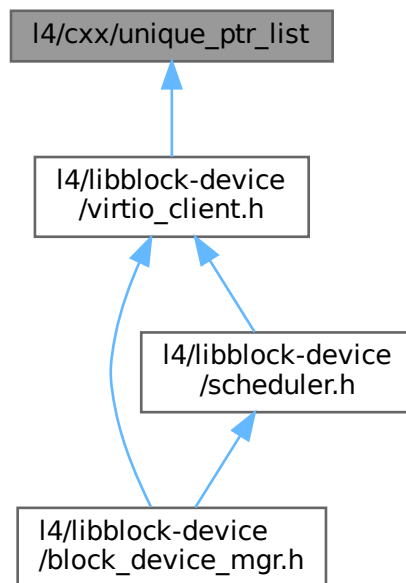 l4/cxx/unique_ptr_list
l4/libblock-device
/virtio_client.h
l4/libblock-device
/scheduler.h
l4/libblock-device
/block_device_mgr.h